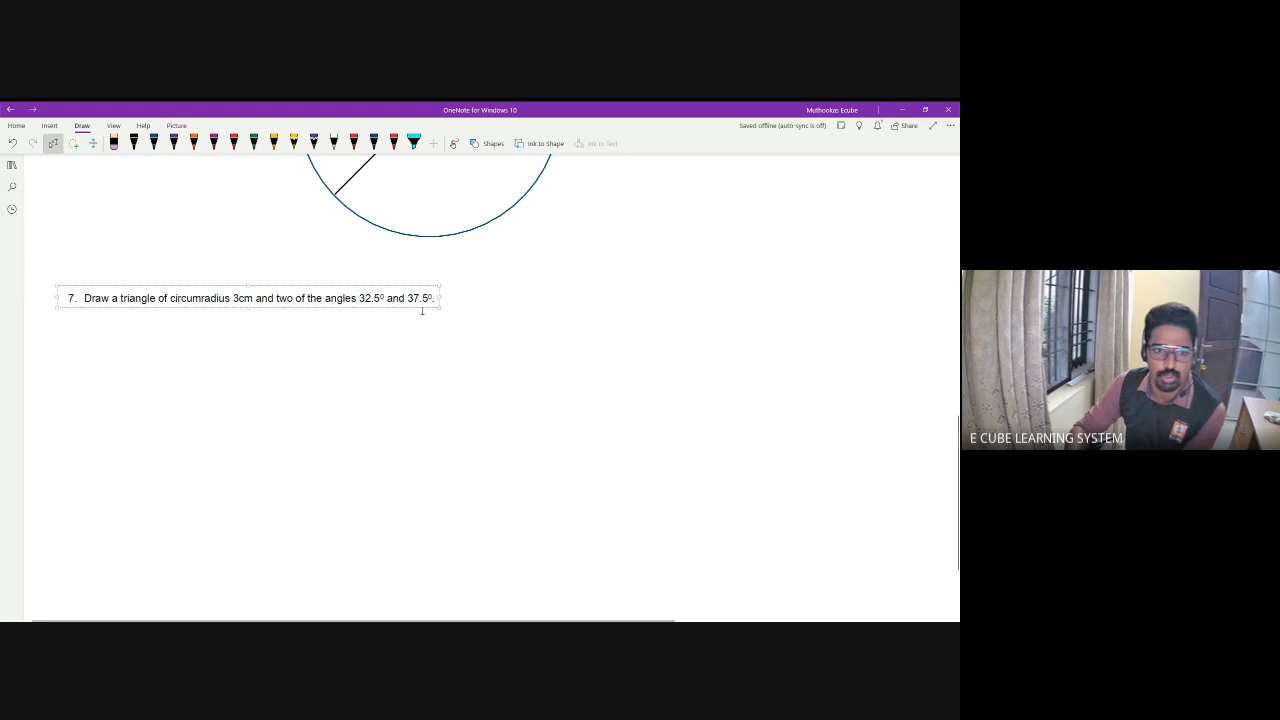 OneNote for Windows 10
Muthookas Ecube
Home Insert Draw View Help Picture
Saved offline (auto-sync is off)
Share
Shapes
Ink to Shape
Ink to Text
7. Draw a triangle of circumradius 3cm and two of the angles 32.5⁰ and 37.5⁰.
E CUBE LEARNING SYSTEM